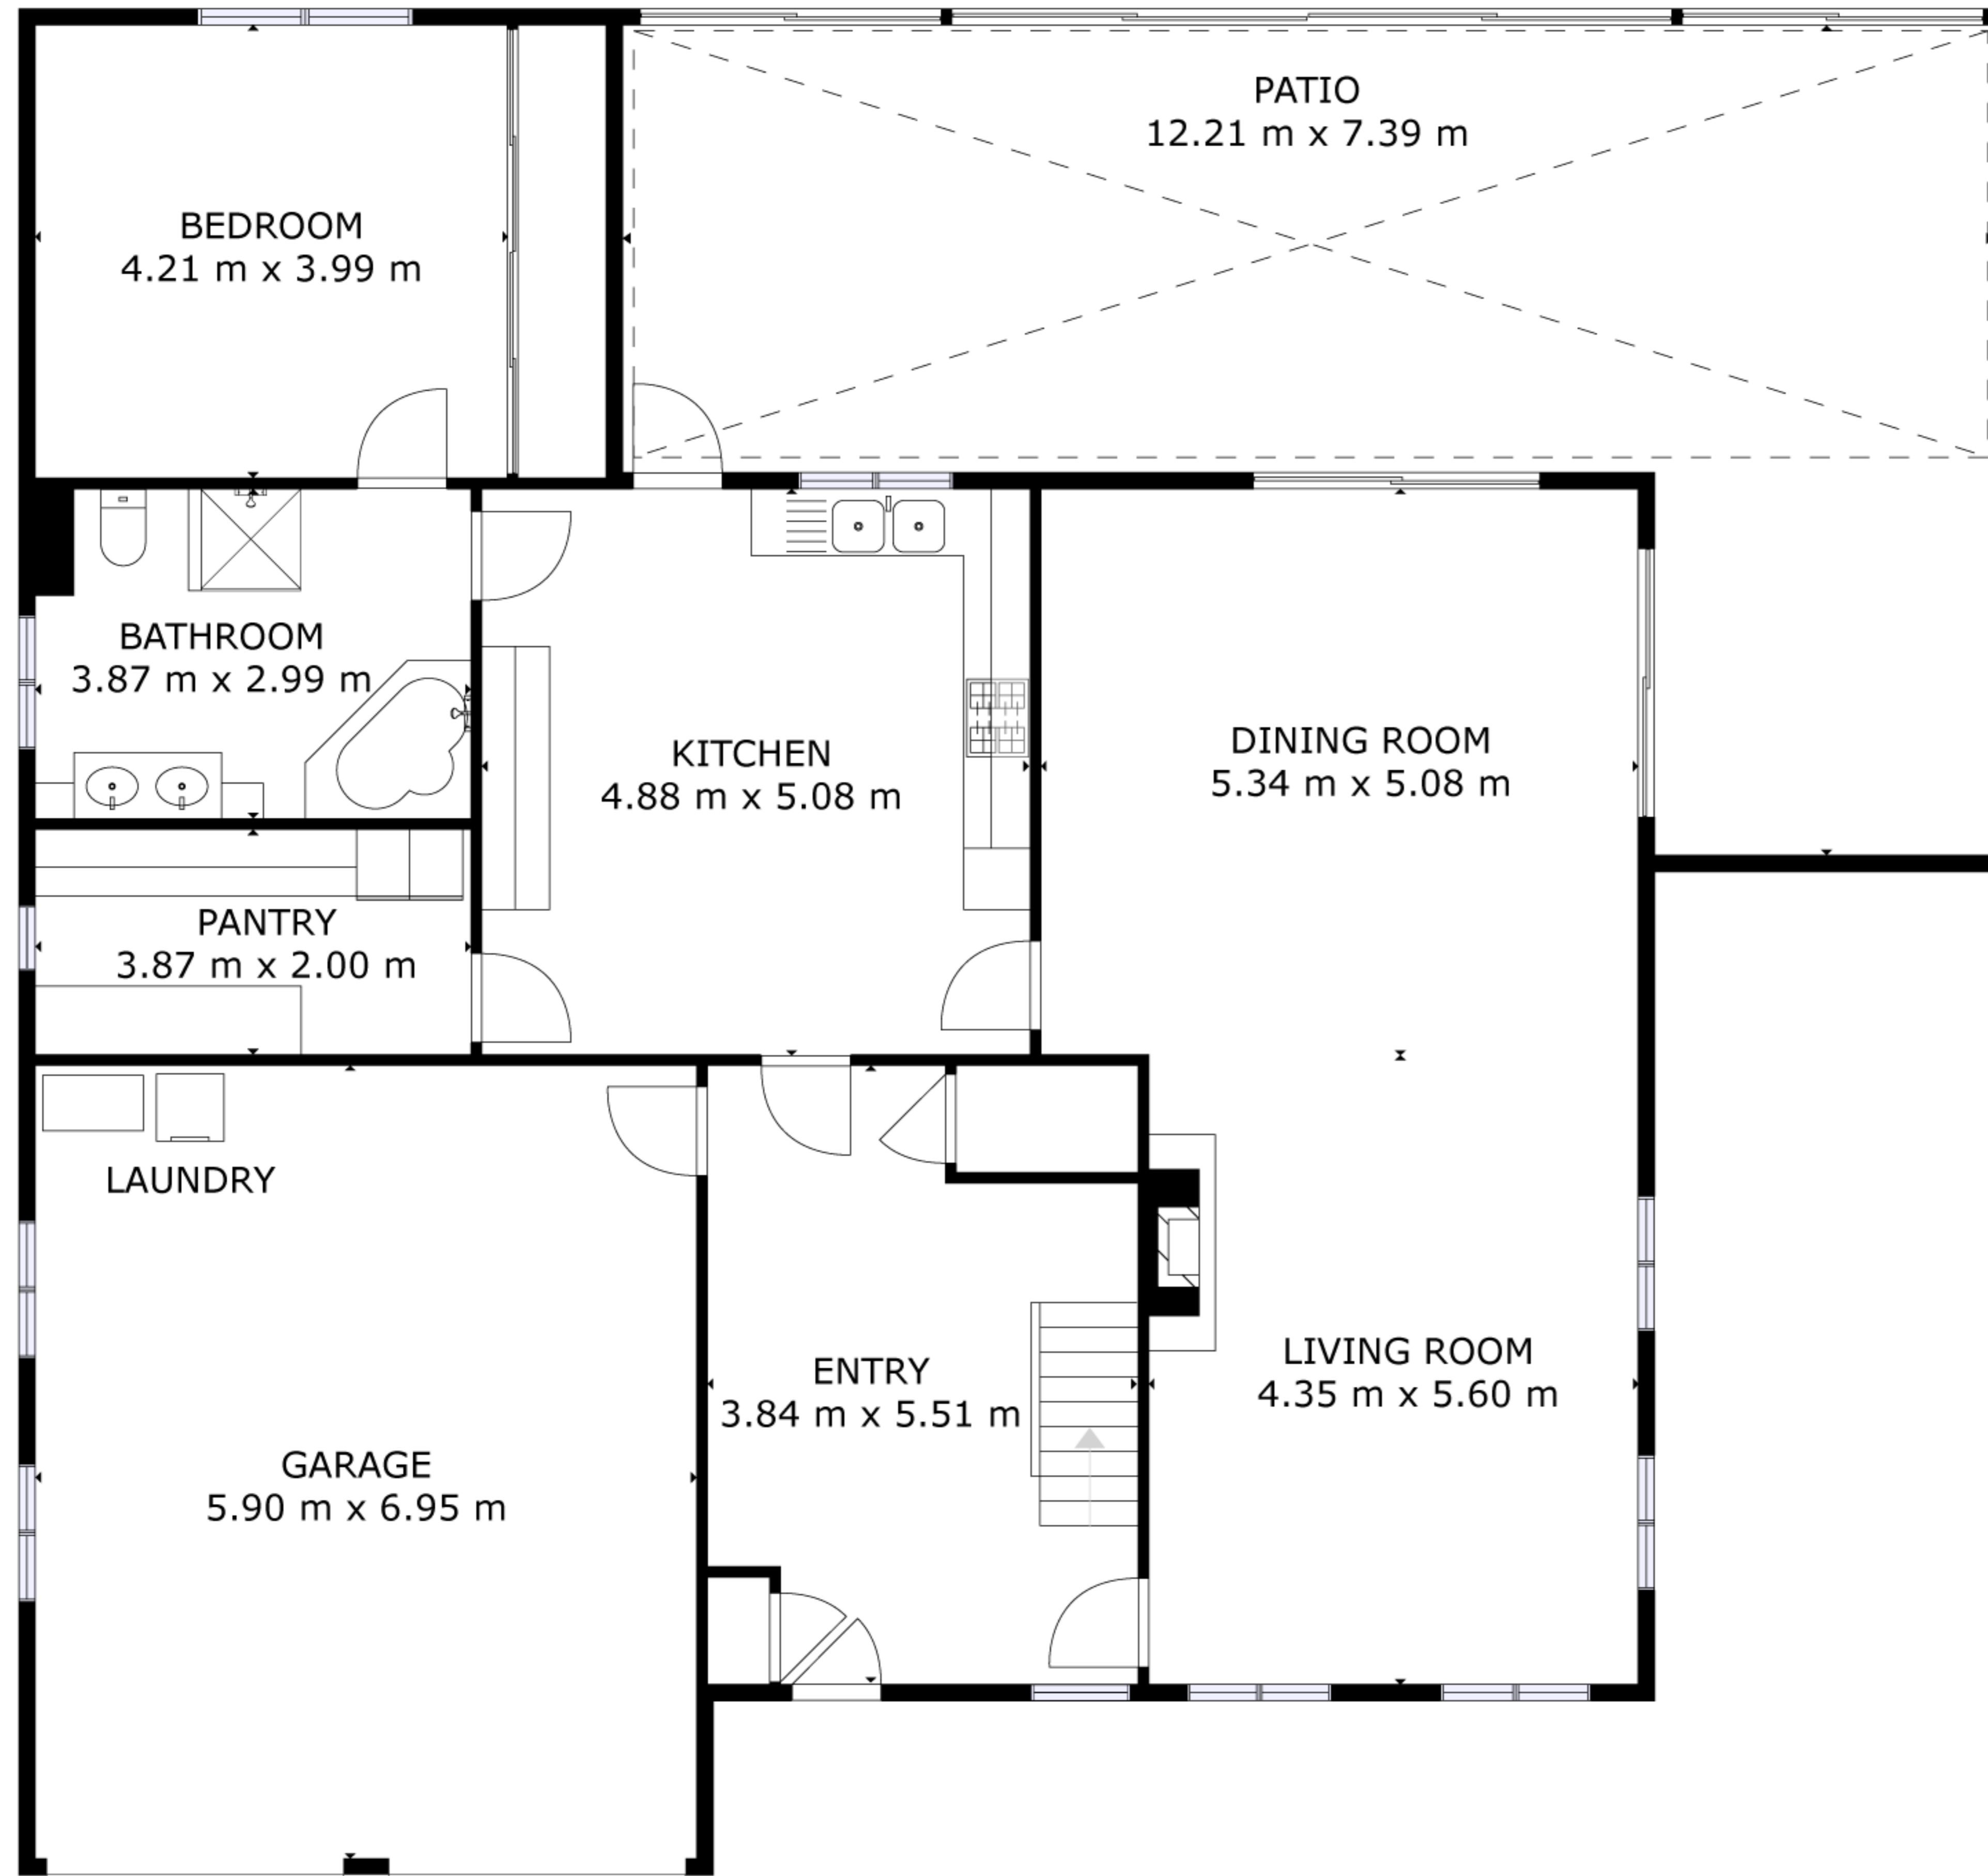 PATIO
12.21 m x 7.39 m
BEDROOM
4.21 m x 3.99 m
BATHROOM
3.87 m x 2.99 m
KITCHEN
4.88 m x 5.08 m
DINING ROOM
5.34 m x 5.08 m
PANTRY
3.87 m x 2.00 m
LAUNDRY
ENTRY
3.84 m x 5.51 m
LIVING ROOM
4.35 m x 5.60 m
GARAGE
5.90 m x 6.95 m